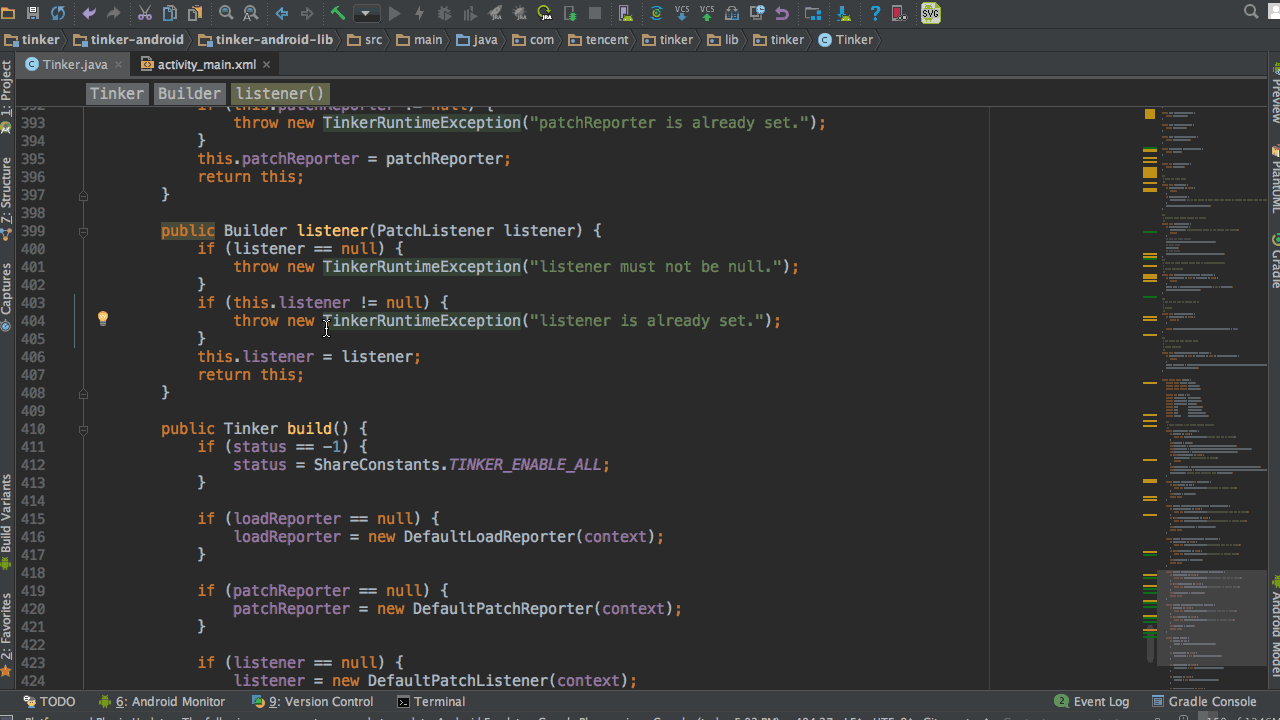 VCS VCS ? SVG
tinker tinker-android tinker-android-lib src main java com tencent tinker lib tinker Tinker
Tinker.java × activity_main.xml ×
Tinker Builder listener()
1: Project
7: Structure
Captures
Build Variants
2: Favorites
392 if (this.patchReporter != null) {
393 throw new TinkerRuntimeException("patchReporter is already set.");
394 }
395 this.patchReporter = patchReporter;
396 return this;
397 }
398
399 public Builder listener(PatchListener listener) {
400 if (listener == null) {
401 throw new TinkerRuntimeException("listener must not be null.");
402 }
403 if (this.listener != null) {
404 throw new TinkerRuntimeException("listener is already set.");
405 }
406 this.listener = listener;
407 return this;
408 }
409
410 public Tinker build() {
411 if (status == -1) {
412 status = ShareConstants.TINKER_ENABLE_ALL;
413 }
414
415 if (loadReporter == null) {
416 loadReporter = new DefaultLoadReporter(context);
417 }
418
419 if (patchReporter == null) {
420 patchReporter = new DefaultPatchReporter(context);
421 }
422
423 if (listener == null) {
424 listener = new DefaultPatchListener(context);
Preview
PlantUML
Gradle
Android Model
TODO 6: Android Monitor 9: Version Control Terminal 2 Event Log Gradle Console